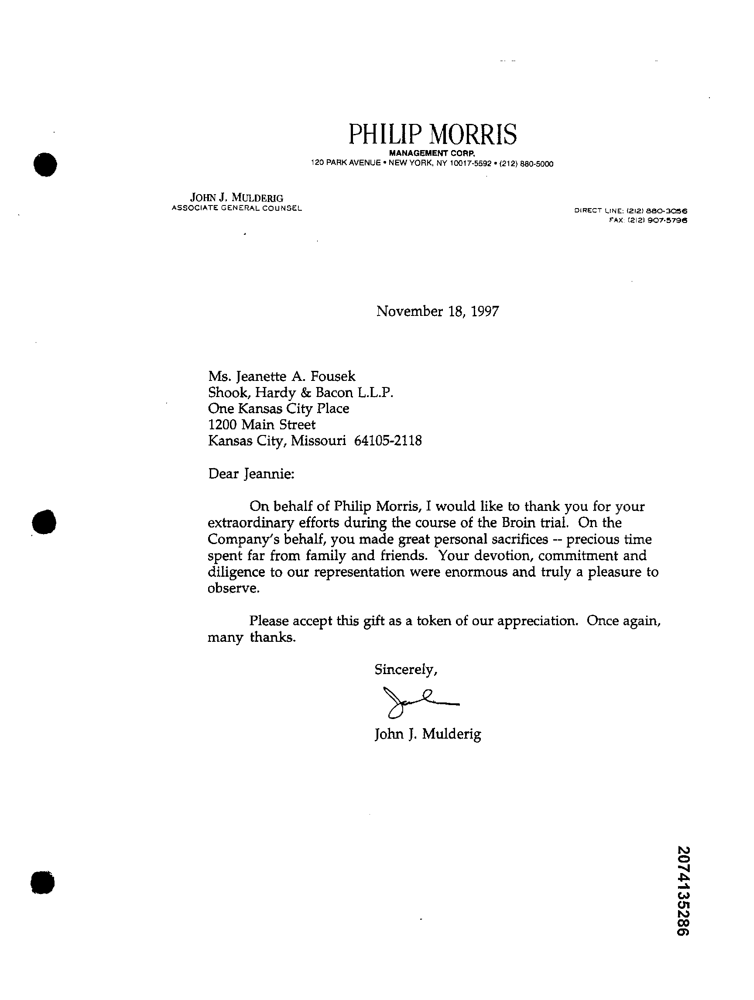 PHILIP MORRIS
MANAGEMENT CORP.
120 PARK AVENUE • NEW YORK, NY 10017-5592 • (212) 880-5000
JOHN J. MULDERIG
ASSOCIATE GENERAL COUNSEL
DIRECT LINE: (212) 880-3056
FAX: (212) 907-5796
November 18, 1997
Ms. Jeanette A. Fousek
Shook, Hardy & Bacon L.L.P.
One Kansas City Place
1200 Main Street
Kansas City, Missouri 64105-2118
Dear Jeannie:
On behalf of Philip Morris, I would like to thank you for your
extraordinary efforts during the course of the Broin trial. On the
Company's behalf, you made great personal sacrifices -- precious time
spent far from family and friends. Your devotion, commitment and
diligence to our representation were enormous and truly a pleasure to
observe.
Please accept this gift as a token of our appreciation. Once again,
many thanks.
Sincerely,
John J. Mulderig
2074135286